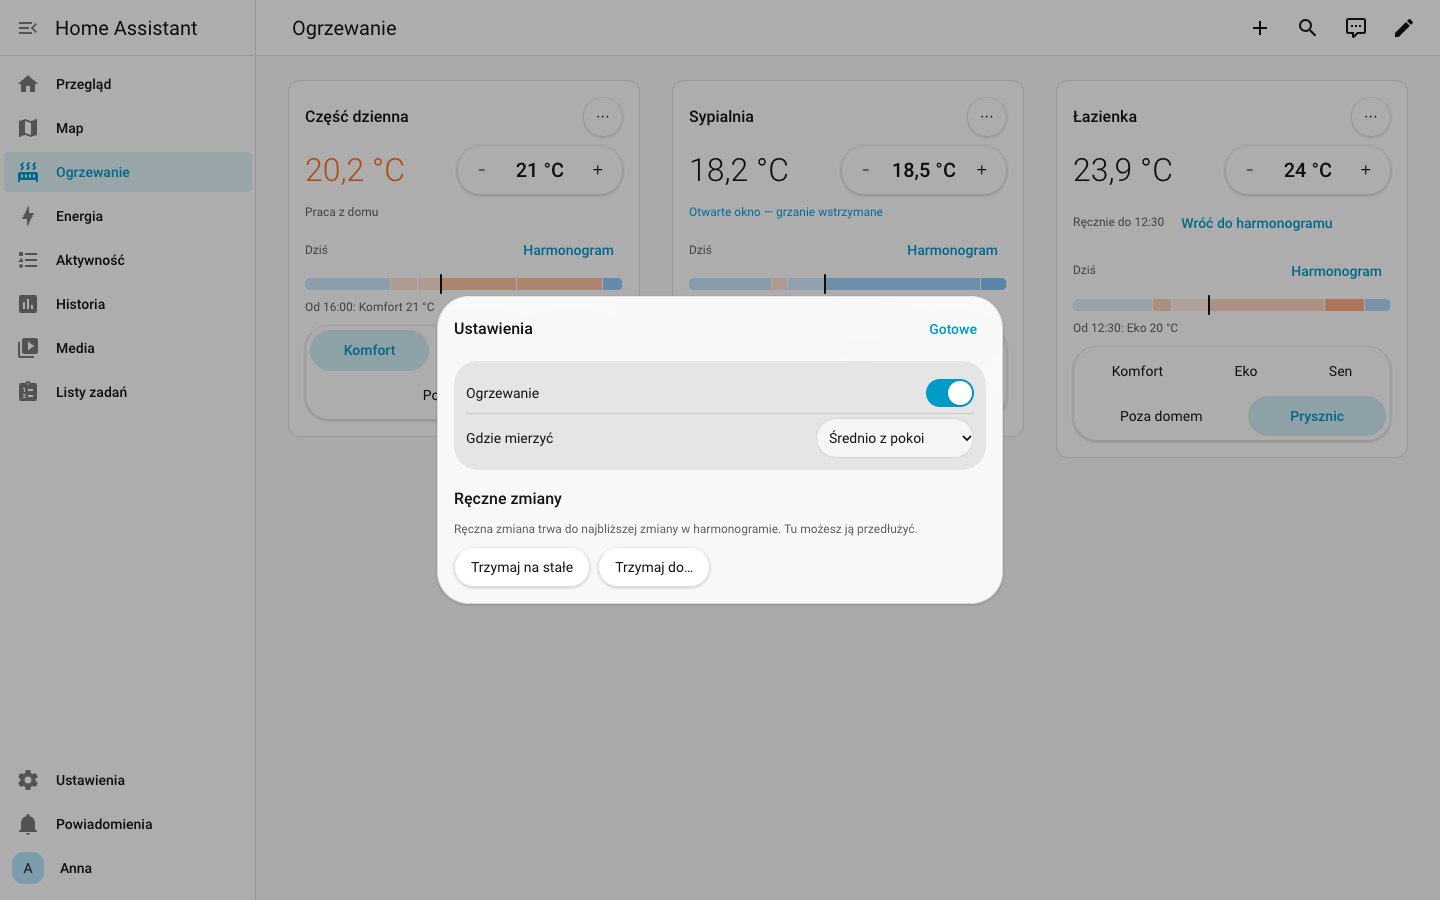 Home Assistant
Ogrzewanie
Przegląd
Map
Ogrzewanie
Energia
Aktywność
Historia
Media
Listy zadań
Ustawienia
Powiadomienia
A Anna
Część dzienna
...
20,2 °C
- 21 °C +
Praca z domu
Dziś Harmonogram
Od 16:00: Komfort 21 °C
Komfort
Sypialnia
...
18,2 °C
- 18,5 °C +
Otwarte okno — grzanie wstrzymane
Dziś Harmonogram
Łazienka
...
23,9 °C
- 24 °C +
Ręcznie do 12:30 Wróć do harmonogramu
Dziś Harmonogram
Od 12:30: Eko 20 °C
Komfort Eko Sen
Poza domem Prysznic
Ustawienia Gotowe
Ogrzewanie
Gdzie mierzyć Średnio z pokoi
Ręczne zmiany
Ręczna zmiana trwa do najbliższej zmiany w harmonogramie. Tu możesz ją przedłużyć.
Trzymaj na stałe Trzymaj do...